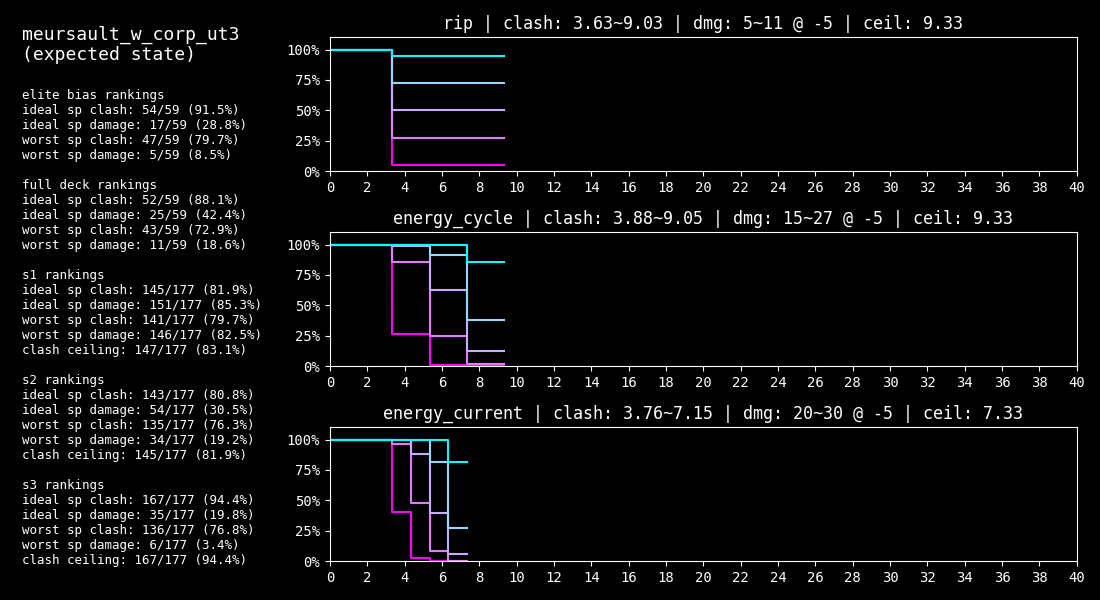 meursault_w_corp_ut3
(expected state)
elite bias rankings
ideal sp clash: 54/59 (91.5%)
ideal sp damage: 17/59 (28.8%)
worst sp clash: 47/59 (79.7%)
worst sp damage: 5/59 (8.5%)
full deck rankings
ideal sp clash: 52/59 (88.1%)
ideal sp damage: 25/59 (42.4%)
worst sp clash: 43/59 (72.9%)
worst sp damage: 11/59 (18.6%)
s1 rankings
ideal sp clash: 145/177 (81.9%)
ideal sp damage: 151/177 (85.3%)
worst sp clash: 141/177 (79.7%)
worst sp damage: 146/177 (82.5%)
clash ceiling: 147/177 (83.1%)
s2 rankings
ideal sp clash: 143/177 (80.8%)
ideal sp damage: 54/177 (30.5%)
worst sp clash: 135/177 (76.3%)
worst sp damage: 34/177 (19.2%)
clash ceiling: 145/177 (81.9%)
s3 rankings
ideal sp clash: 167/177 (94.4%)
ideal sp damage: 35/177 (19.8%)
worst sp clash: 136/177 (76.8%)
worst sp damage: 6/177 (3.4%)
clash ceiling: 167/177 (94.4%)
rip | clash: 3.63~9.03 | dmg: 5~11 @ -5 | ceil: 9.33
100%
75%
50%
25%
0%
0 2 4 6 8 10 12 14 16 18 20 22 24 26 28 30 32 34 36 38 40
energy_cycle | clash: 3.88~9.05 | dmg: 15~27 @ -5 | ceil: 9.33
100%
75%
50%
25%
0%
0 2 4 6 8 10 12 14 16 18 20 22 24 26 28 30 32 34 36 38 40
energy_current | clash: 3.76~7.15 | dmg: 20~30 @ -5 | ceil: 7.33
100%
75%
50%
25%
0%
0 2 4 6 8 10 12 14 16 18 20 22 24 26 28 30 32 34 36 38 40